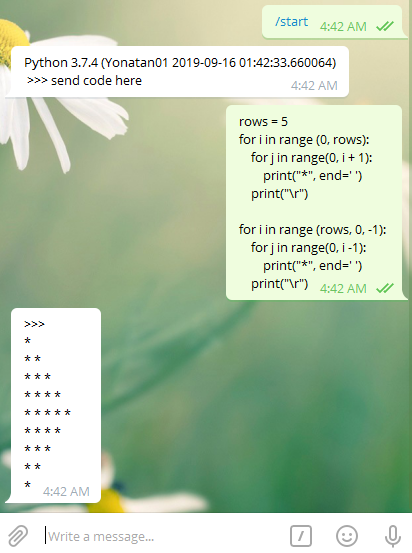 /start
4:42 AM
Python 3.7.4 (Yonatan01 2019-09-16 01:42:33.660064)
>>> send code here
4:42 AM
rows = 5
for i in range (0, rows):
    for j in range(0, i + 1):
        print("*", end=' ')
    print("\r")

for i in range (rows, 0, -1):
    for j in range(0, i -1):
        print("*", end=' ')
    print("\r")
4:42 AM
>>>
*
* *
* * *
* * * *
* * * * *
* * * *
* * *
* *
*
4:42 AM
Write a message...
/